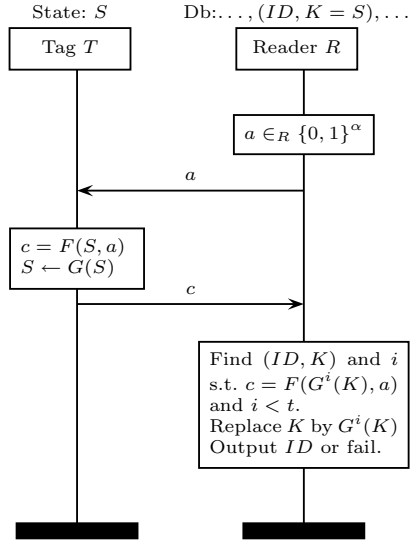 State: S
Db:..., (ID, K = S), ...
Tag T
Reader R
a ∈_R {0, 1}^α
a
c = F(S, a)
S ← G(S)
c
Find (ID, K) and i
s.t. c = F(G^i(K), a)
and i < t.
Replace K by G^i(K)
Output ID or fail.